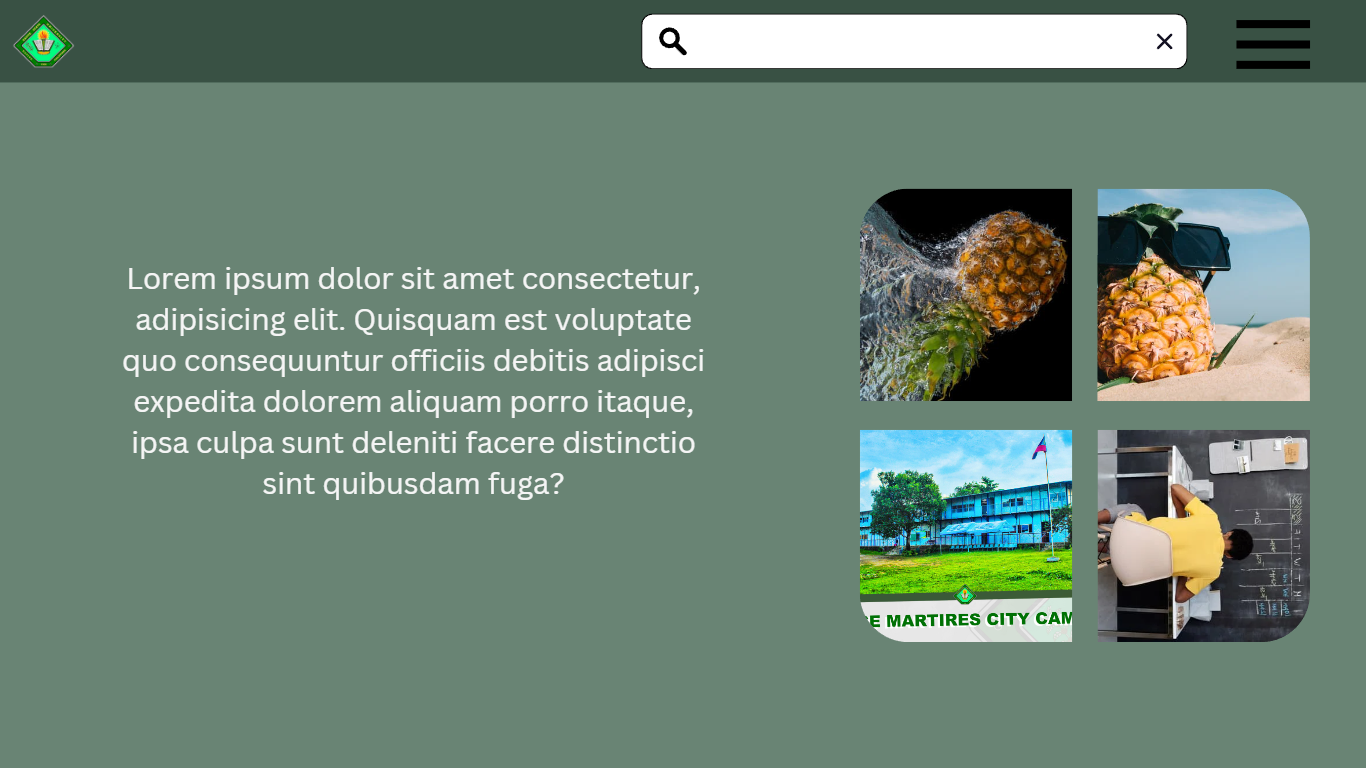 Lorem ipsum dolor sit amet consectetur,
adipisicing elit. Quisquam est voluptate
quo consequuntur officiis debitis adipisci
expedita dolorem aliquam porro itaque,
ipsa culpa sunt deleniti facere distinctio
sint quibusdam fuga?
E MARTIRES CITY CAM